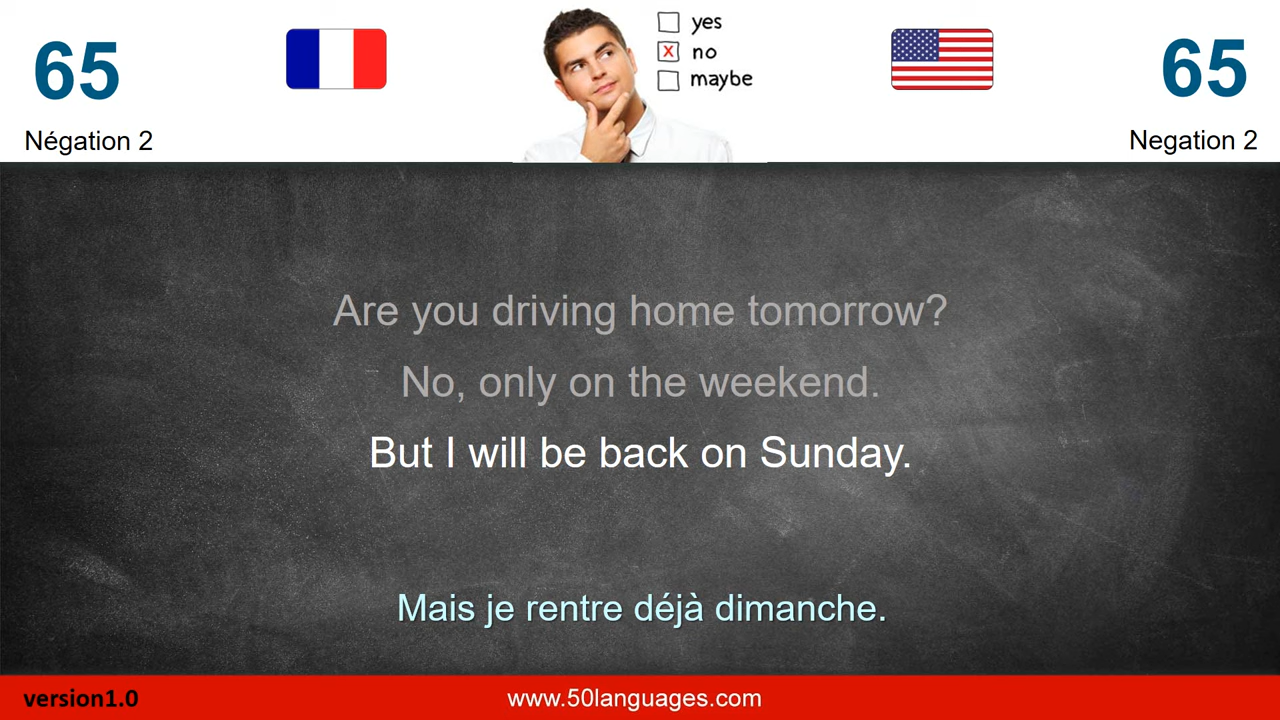 65
Négation 2
yes
x no
maybe
65
Negation 2
Are you driving home tomorrow?
No, only on the weekend.
But I will be back on Sunday.
Mais je rentre déjà dimanche.
version1.0
www.50languages.com